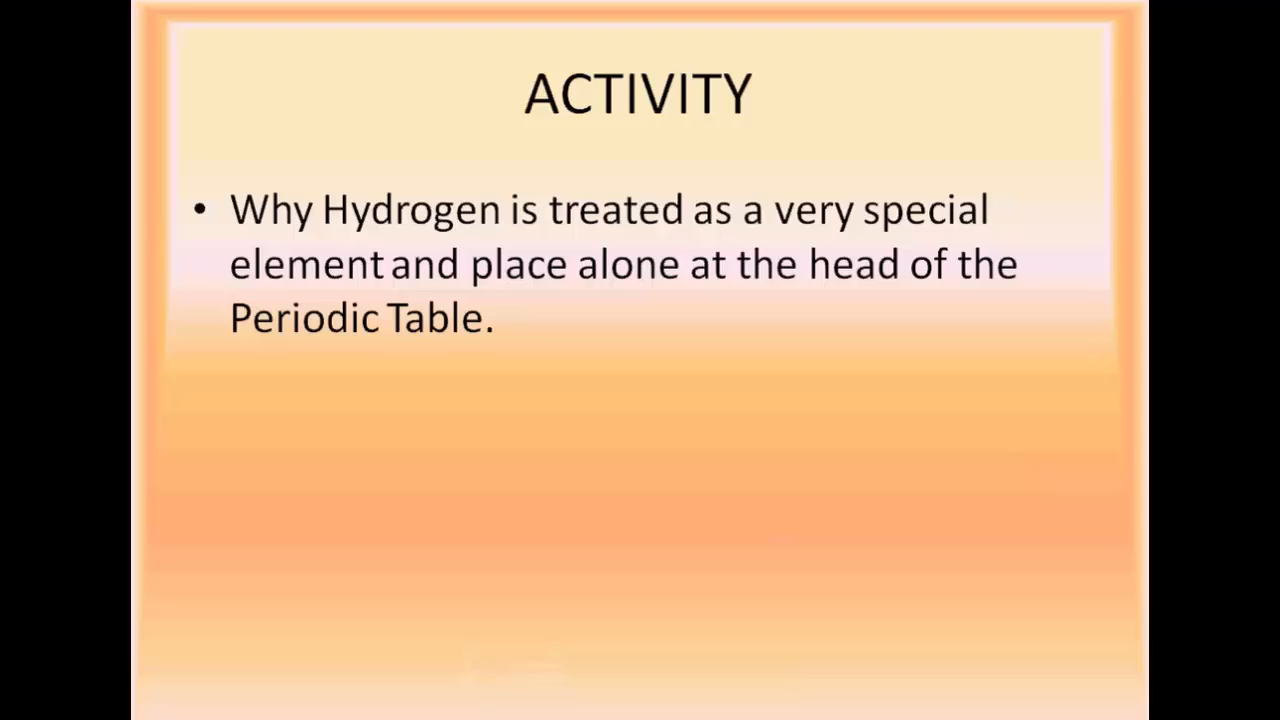 ACTIVITY
• Why Hydrogen is treated as a very special
element and place alone at the head of the
Periodic Table.